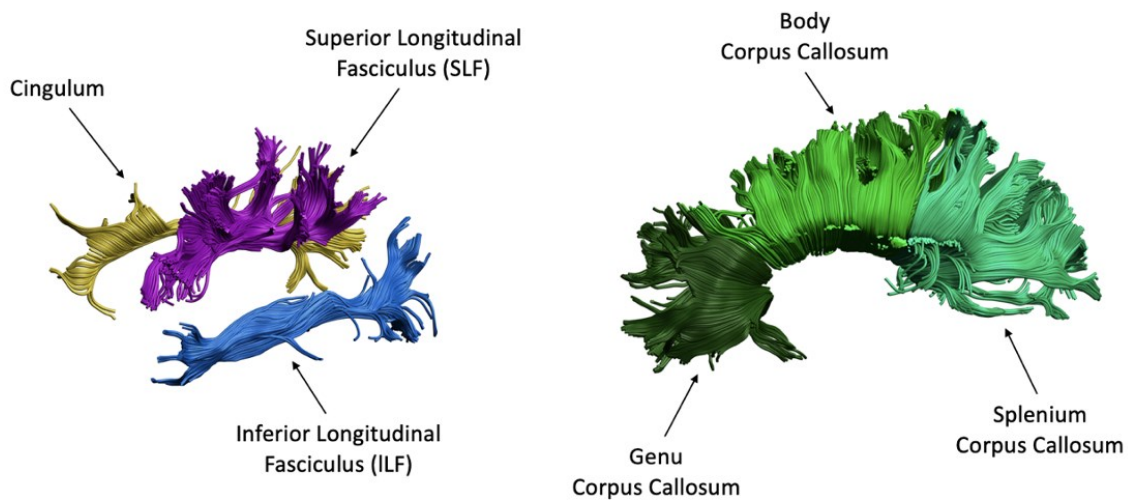 Cingulum
Superior Longitudinal
Fasciculus (SLF)
Inferior Longitudinal
Fasciculus (ILF)
Body
Corpus Callosum
Genu
Corpus Callosum
Splenium
Corpus Callosum